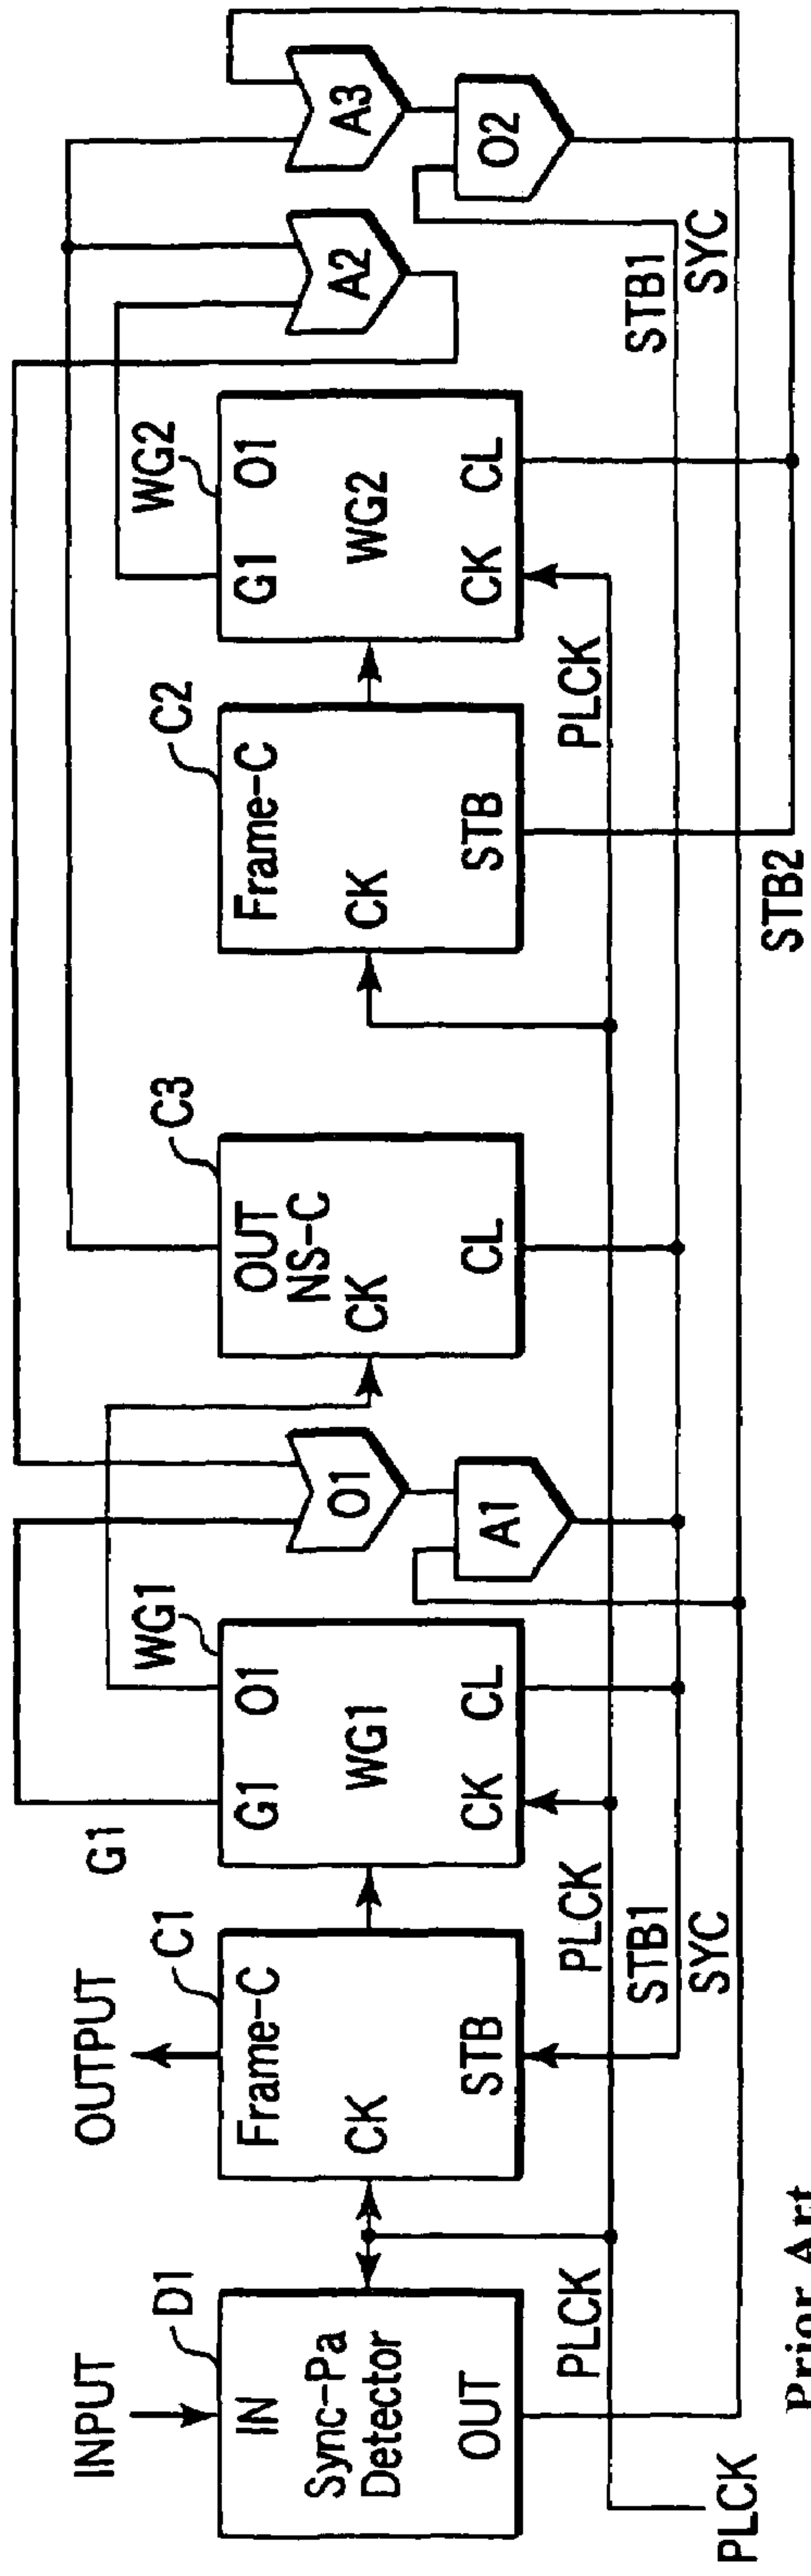 INPUT
D1
IN
Sync-Pa
Detector
OUT
PLCK
PLCK
OUTPUT
C1
Frame-C
CK
STB
G1
WG1
G1
O1
WG1
CK
CL
PLCK
STB1
SYC
O1
A1
C3
OUT
NS-C
CK
CL
C2
Frame-C
CK
STB
STB2
WG2
G1
O1
WG2
CK
CL
PLCK
A2
A3
O2
STB1
SYC
Prior Art